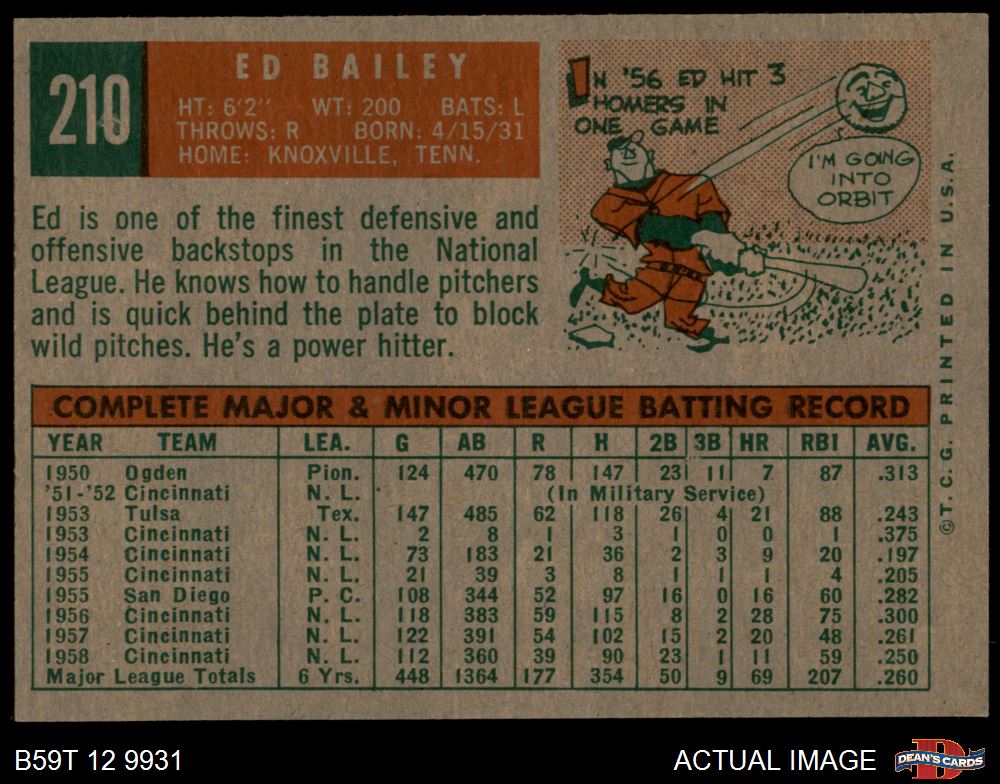 210
ED BAILEY
HT: 6'2" WT: 200 BATS: L
THROWS: R BORN: 4/15/31
HOME: KNOXVILLE, TENN.
IN '56 ED HIT 3
HOMERS IN
ONE GAME
I'M GOING
INTO
ORBIT
Ed is one of the finest defensive and
offensive backstops in the National
League. He knows how to handle pitchers
and is quick behind the plate to block
wild pitches. He's a power hitter.
COMPLETE MAJOR & MINOR LEAGUE BATTING RECORD
YEAR TEAM LEA. G AB R H 2B 3B HR RBI AVG.
1950 Ogden Pion. 124 470 78 147 23 11 7 87 .313
'51-'52 Cincinnati N. L. (In Military Service)
1953 Tulsa Tex. 147 485 62 118 26 4 21 88 .243
1953 Cincinnati N. L. 2 8 1 3 1 0 0 1 .375
1954 Cincinnati N. L. 73 183 21 36 2 3 9 20 .197
1955 Cincinnati N. L. 21 39 3 8 1 1 1 4 .205
1955 San Diego P. C. 108 344 52 97 16 0 16 60 .282
1956 Cincinnati N. L. 118 383 59 115 8 2 28 75 .300
1957 Cincinnati N. L. 122 391 54 102 15 2 20 48 .261
1958 Cincinnati N. L. 112 360 39 90 23 1 11 59 .250
Major League Totals 6 Yrs. 448 1364 177 354 50 9 69 207 .260
©T. C. G. PRINTED IN U.S.A.
B59T 12 9931
ACTUAL IMAGE
DEAN'S CARDS